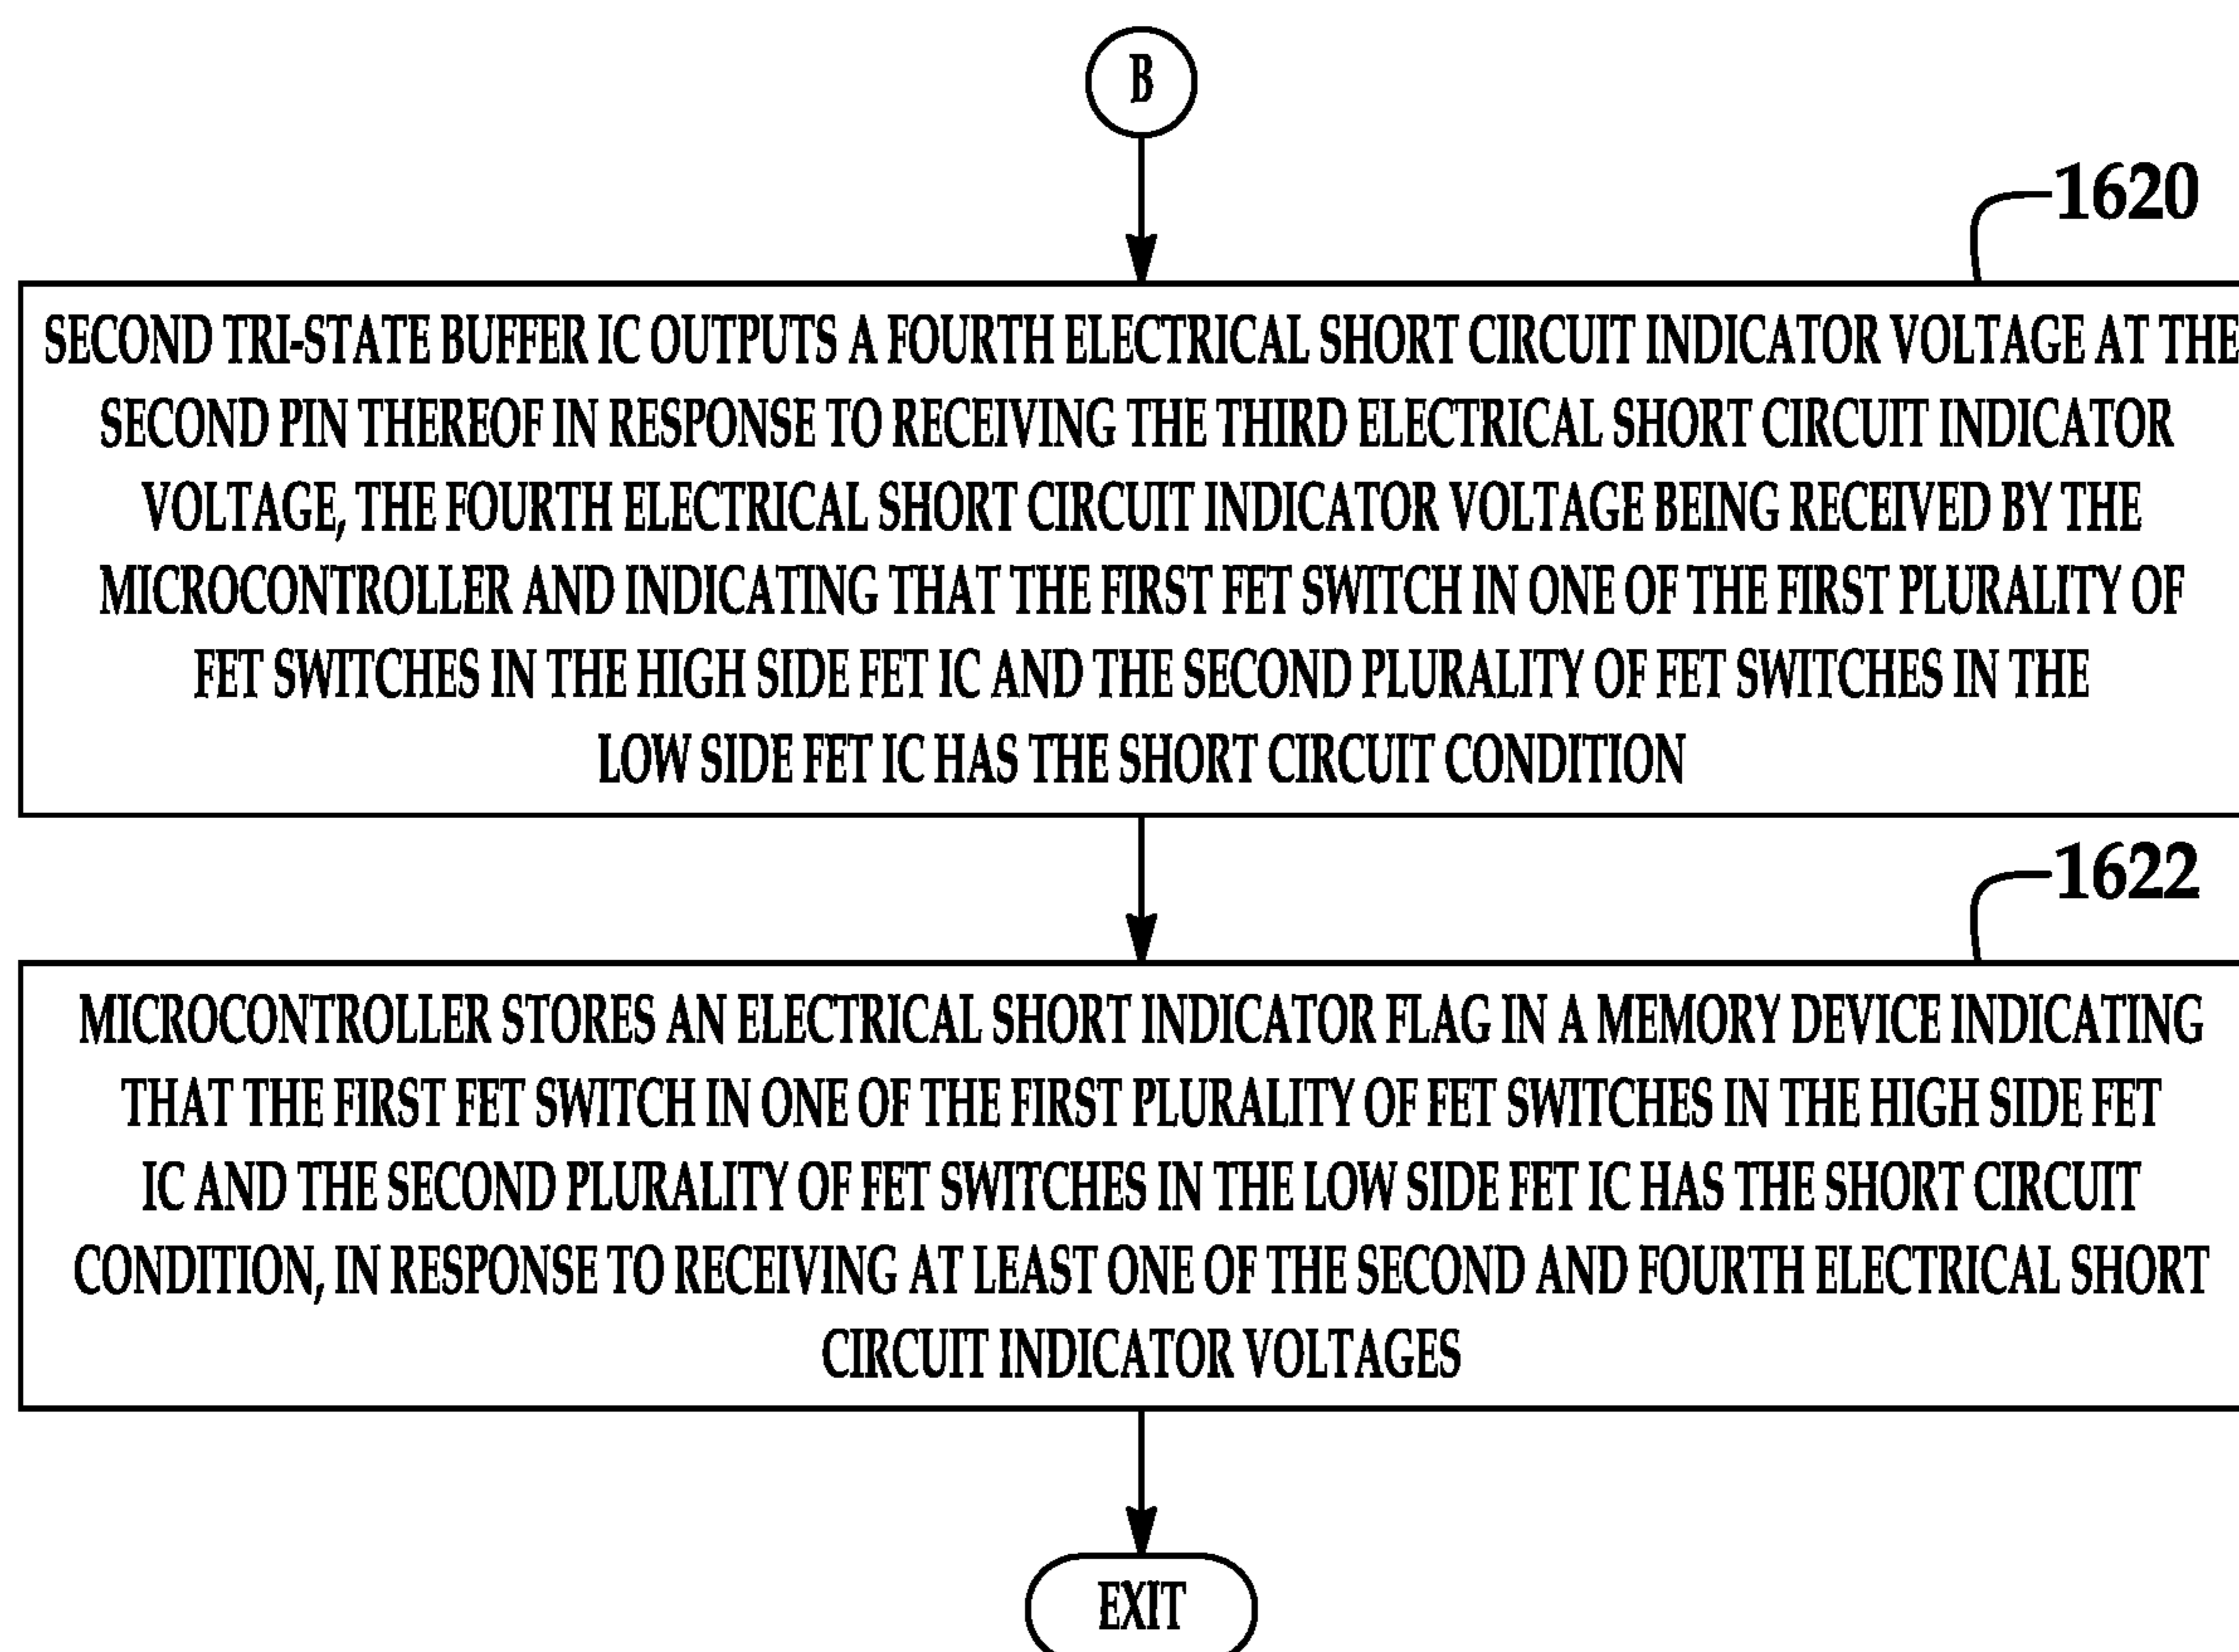 B
1620
SECOND TRI-STATE BUFFER IC OUTPUTS A FOURTH ELECTRICAL SHORT CIRCUIT INDICATOR VOLTAGE AT THE
SECOND PIN THEREOF IN RESPONSE TO RECEIVING THE THIRD ELECTRICAL SHORT CIRCUIT INDICATOR
VOLTAGE, THE FOURTH ELECTRICAL SHORT CIRCUIT INDICATOR VOLTAGE BEING RECEIVED BY THE
MICROCONTROLLER AND INDICATING THAT THE FIRST FET SWITCH IN ONE OF THE FIRST PLURALITY OF
FET SWITCHES IN THE HIGH SIDE FET IC AND THE SECOND PLURALITY OF FET SWITCHES IN THE
LOW SIDE FET IC HAS THE SHORT CIRCUIT CONDITION
1622
MICROCONTROLLER STORES AN ELECTRICAL SHORT INDICATOR FLAG IN A MEMORY DEVICE INDICATING
THAT THE FIRST FET SWITCH IN ONE OF THE FIRST PLURALITY OF FET SWITCHES IN THE HIGH SIDE FET
IC AND THE SECOND PLURALITY OF FET SWITCHES IN THE LOW SIDE FET IC HAS THE SHORT CIRCUIT
CONDITION, IN RESPONSE TO RECEIVING AT LEAST ONE OF THE SECOND AND FOURTH ELECTRICAL SHORT
CIRCUIT INDICATOR VOLTAGES
EXIT